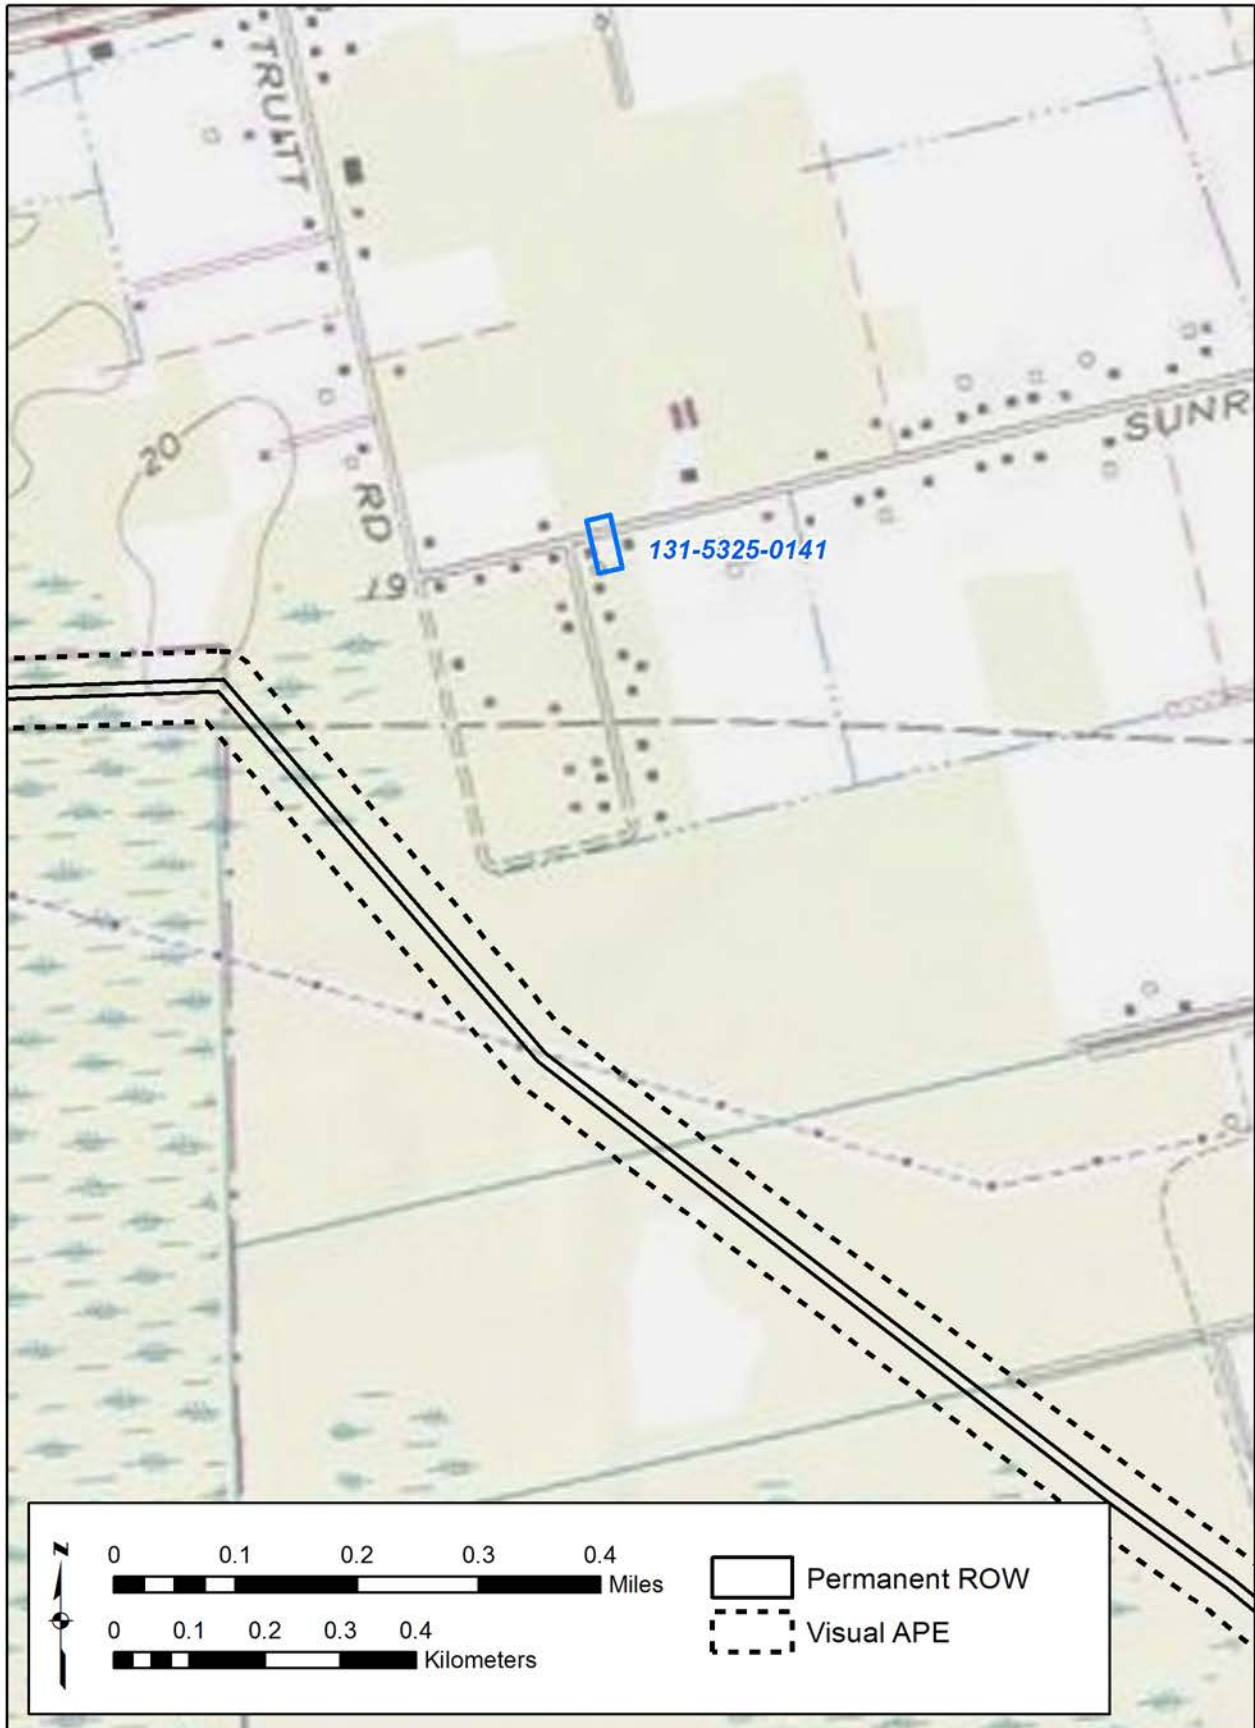 TRUITT
RD
20
SUNR
131-5325-0141
19
z
0 0.1 0.2 0.3 0.4
Miles
0 0.1 0.2 0.3 0.4
Kilometers
Permanent ROW
Visual APE